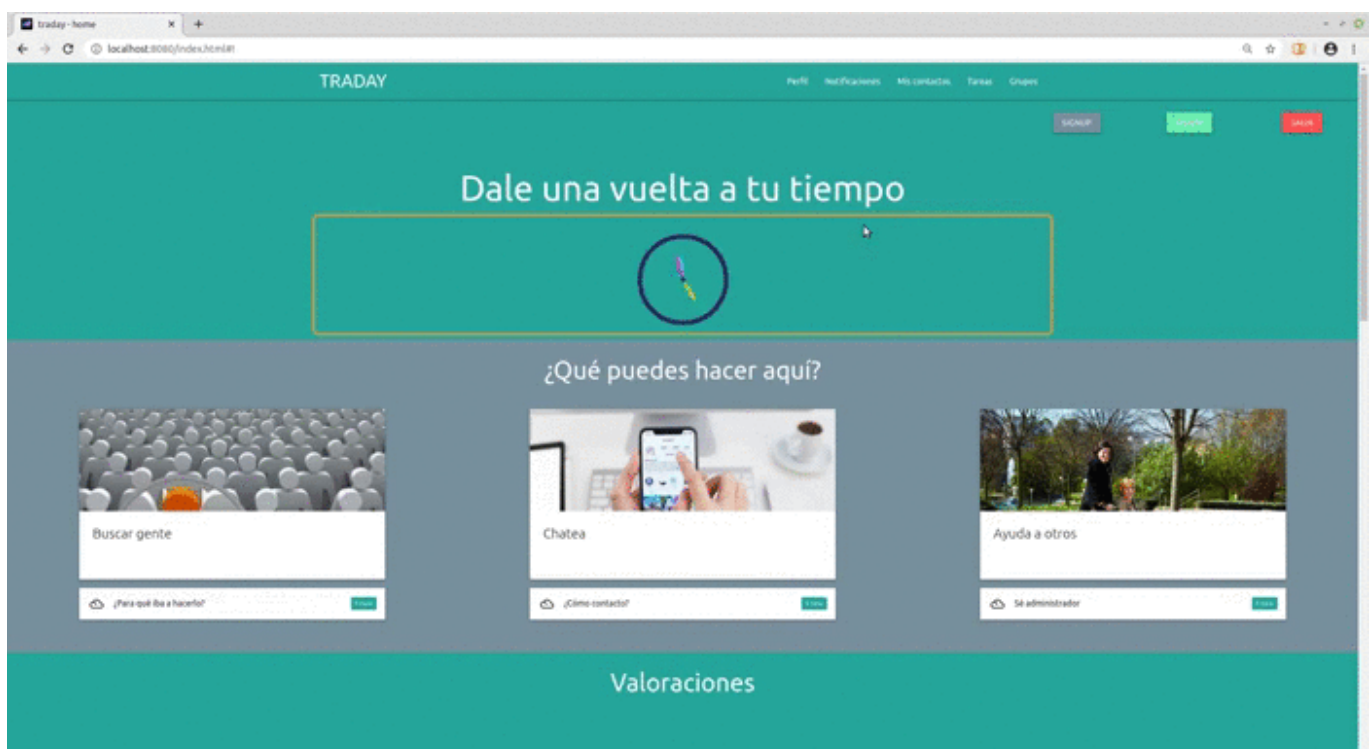 traday - home
localhost:8080/index.html#!
TRADAY
Perfil Notificaciones Mis contactos Tareas Grupos
SIGNUP
Dale una vuelta a tu tiempo
¿Qué puedes hacer aquí?
Buscar gente
Chatea
Ayuda a otros
¿Para qué iba a hacerlo?
¿Cómo contacto?
Sé administrador
Valoraciones